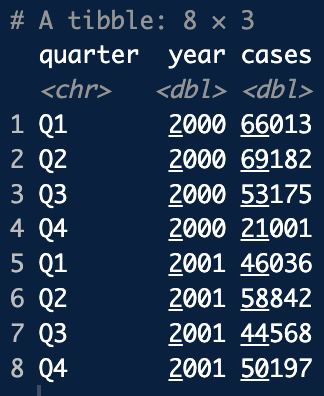 # A tibble: 8 × 3
quarter year cases
<chr> <dbl> <dbl>
1 Q1 2000 66013
2 Q2 2000 69182
3 Q3 2000 53175
4 Q4 2000 21001
5 Q1 2001 46036
6 Q2 2001 58842
7 Q3 2001 44568
8 Q4 2001 50197